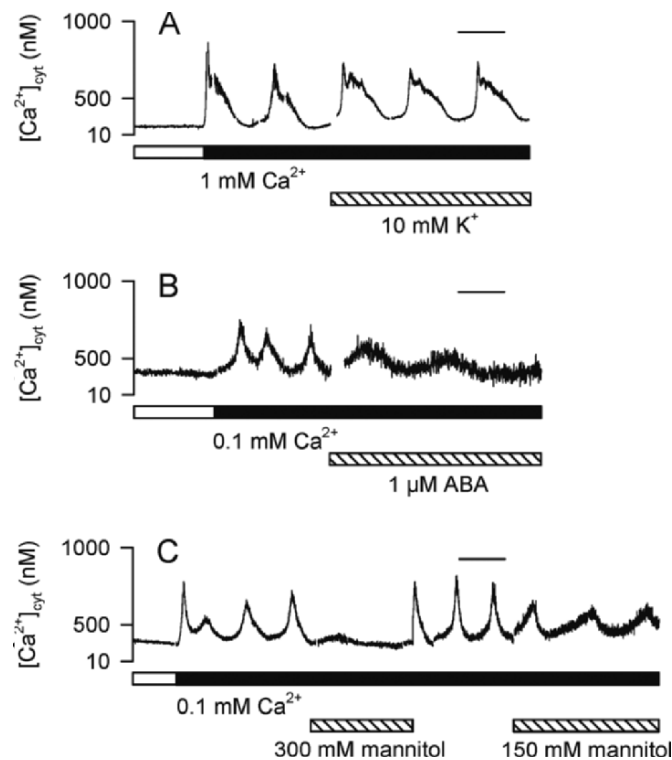 A
[Ca2+]cyt (nM)
1000
500
10
1 mM Ca2+
10 mM K+
B
[Ca2+]cyt (nM)
1000
500
10
0.1 mM Ca2+
1 µM ABA
C
[Ca2+]cyt (nM)
1000
500
10
0.1 mM Ca2+
300 mM mannitol
150 mM mannitol